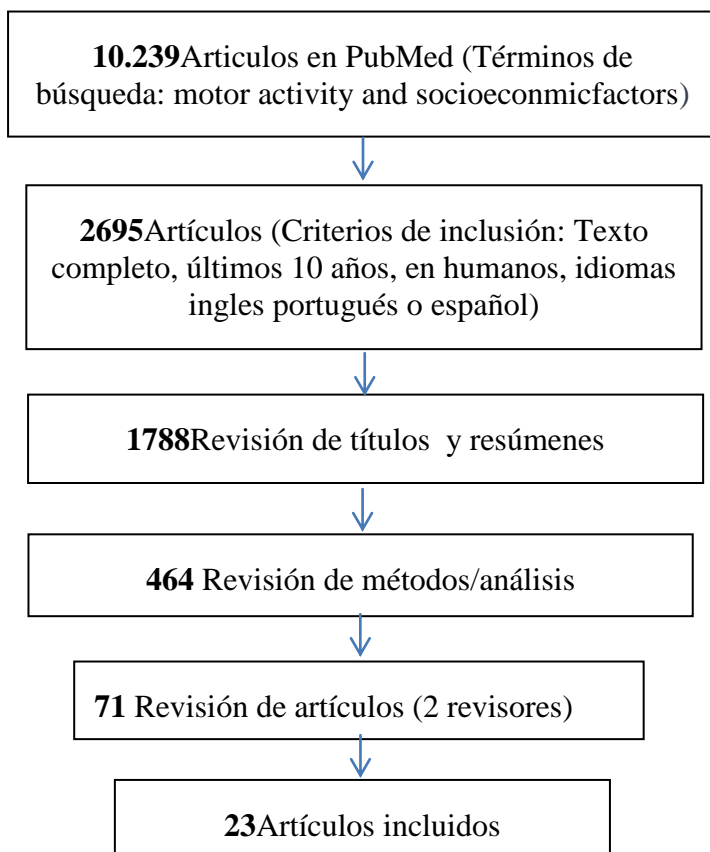 10.239Articulos en PubMed (Términos de
búsqueda: motor activity and socioeconmicfactors)
2695Artículos (Criterios de inclusión: Texto
completo, últimos 10 años, en humanos, idiomas
ingles portugués o español)
1788Revisión de títulos y resúmenes
464 Revisión de métodos/análisis
71 Revisión de artículos (2 revisores)
23Artículos incluidos